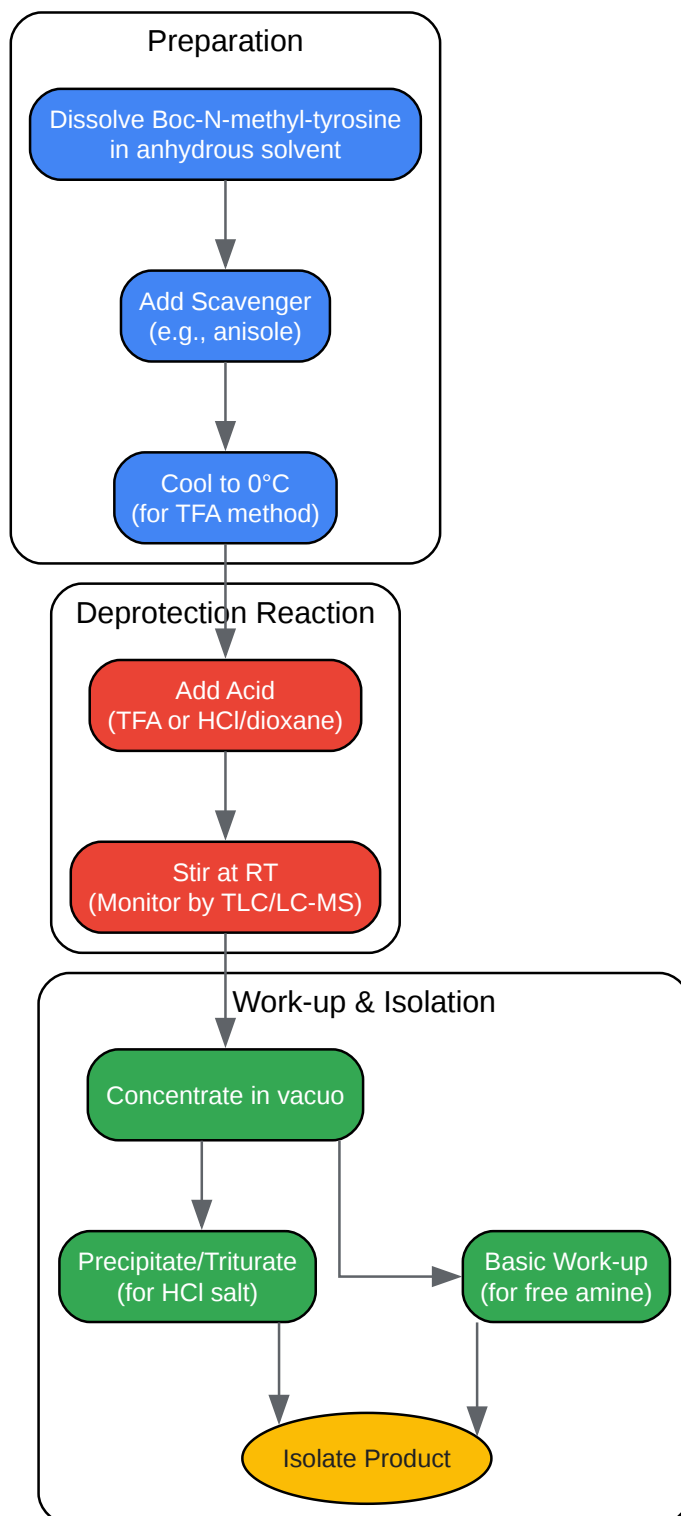 Preparation
Dissolve Boc-N-methyl-tyrosine
in anhydrous solvent
Add Scavenger
(e.g., anisole)
Cool to 0°C
(for TFA method)
Deprotection Reaction
Add Acid
(TFA or HCl/dioxane)
Stir at RT
(Monitor by TLC/LC-MS)
Work-up & Isolation
Concentrate in vacuo
Precipitate/Triturate
(for HCl salt)
Basic Work-up
(for free amine)
Isolate Product